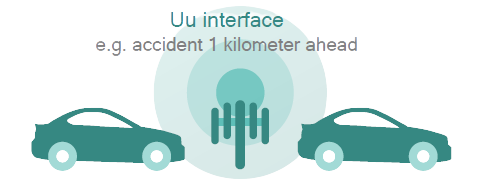 Uu interface
e.g. accident 1 kilometer ahead